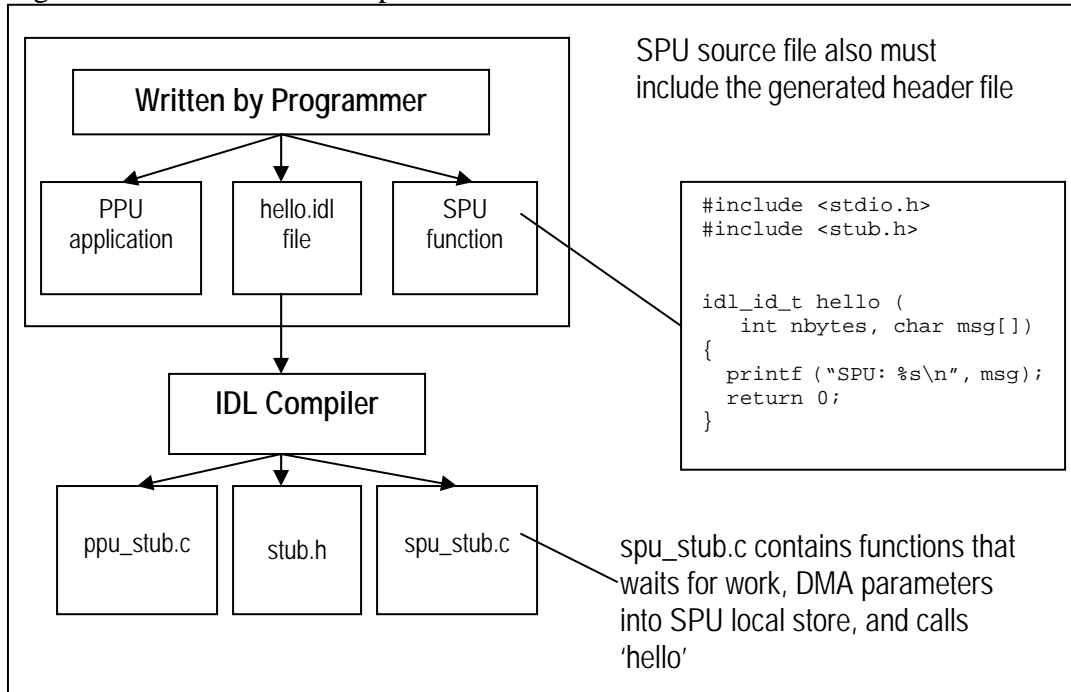 SPU source file also must
include the generated header file
Written by Programmer
PPU
application
hello.idl
file
SPU
function
#include <stdio.h>
#include <stub.h>
idl_id_t hello (
int nbytes, char msg[])
{
printf (“SPU: %s\n”, msg);
return 0;
}
IDL Compiler
ppu_stub.c
stub.h
spu_stub.c
spu_stub.c contains functions that
waits for work, DMA parameters
into SPU local store, and calls
‘hello’